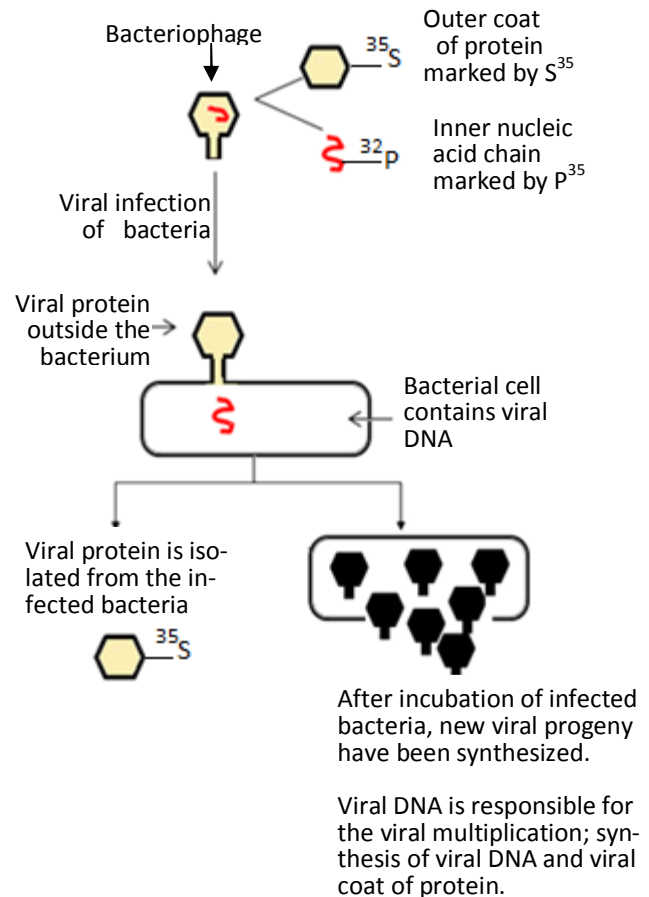 Bacteriophage
³⁵S
Outer coat
of protein
marked by S³⁵
³²P
Inner nucleic
acid chain
marked by P³⁵
Viral infection
of bacteria
Viral protein
outside the
bacterium
Bacterial cell
contains viral
DNA
Viral protein is iso-
lated from the in-
fected bacteria
³⁵S
After incubation of infected
bacteria, new viral progeny
have been synthesized.
Viral DNA is responsible for
the viral multiplication; syn-
thesis of viral DNA and viral
coat of protein.